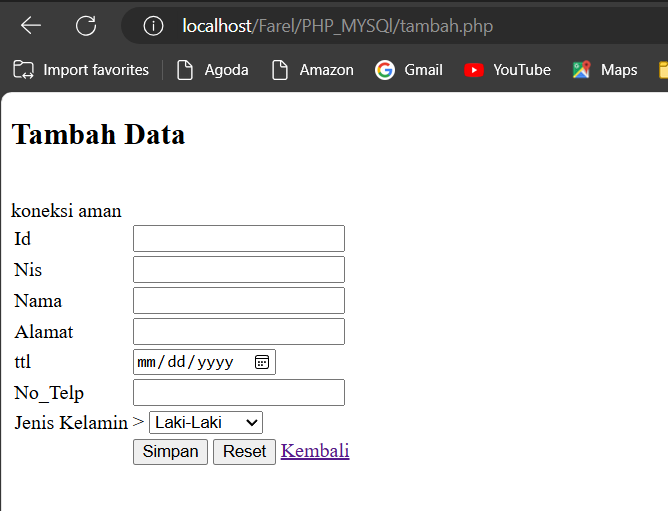 localhost/Farel/PHP_MYSQl/tambah.php
Import favorites Agoda Amazon Gmail YouTube Maps
Tambah Data
koneksi aman
Id
Nis
Nama
Alamat
ttl mm/dd/yyyy
No_Telp
Jenis Kelamin > Laki-Laki
Simpan Reset Kembali